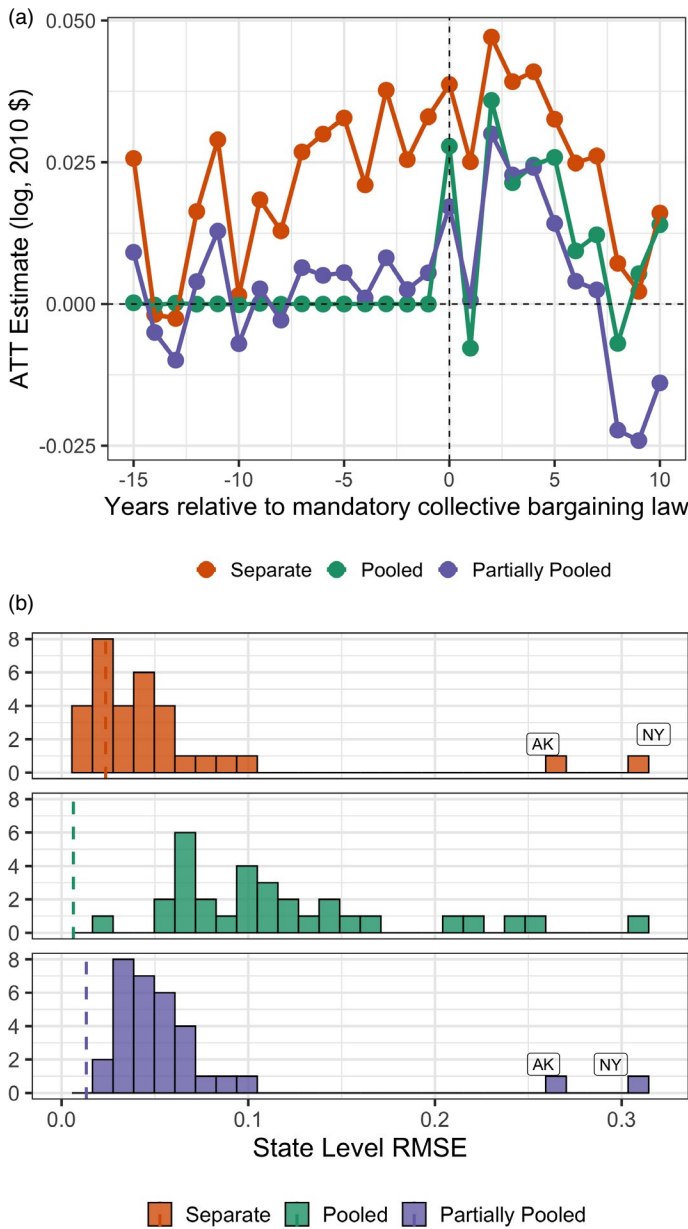 (a)
0.050
0.025
0.000
-0.025
ATT Estimate (log, 2010 $)
-15 -10 -5 0 5 10
Years relative to mandatory collective bargaining law
Separate Pooled Partially Pooled
(b)
8
6
4
2
0
AK NY
8
6
4
2
0
8
6
4
2
0
AK NY
0.0 0.1 0.2 0.3
State Level RMSE
Separate Pooled Partially Pooled